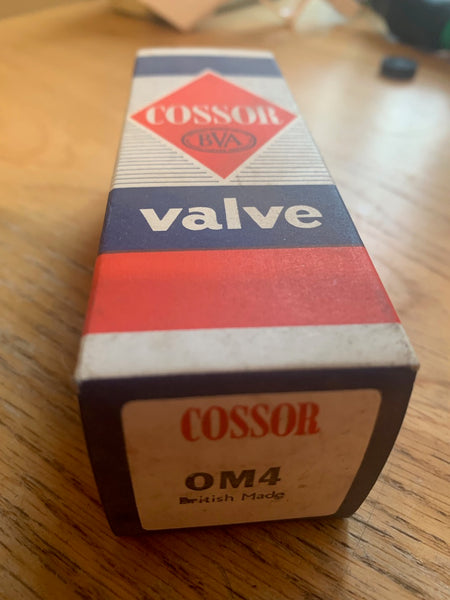 COSSOR
BVA
valve
COSSOR
OM4
British Made